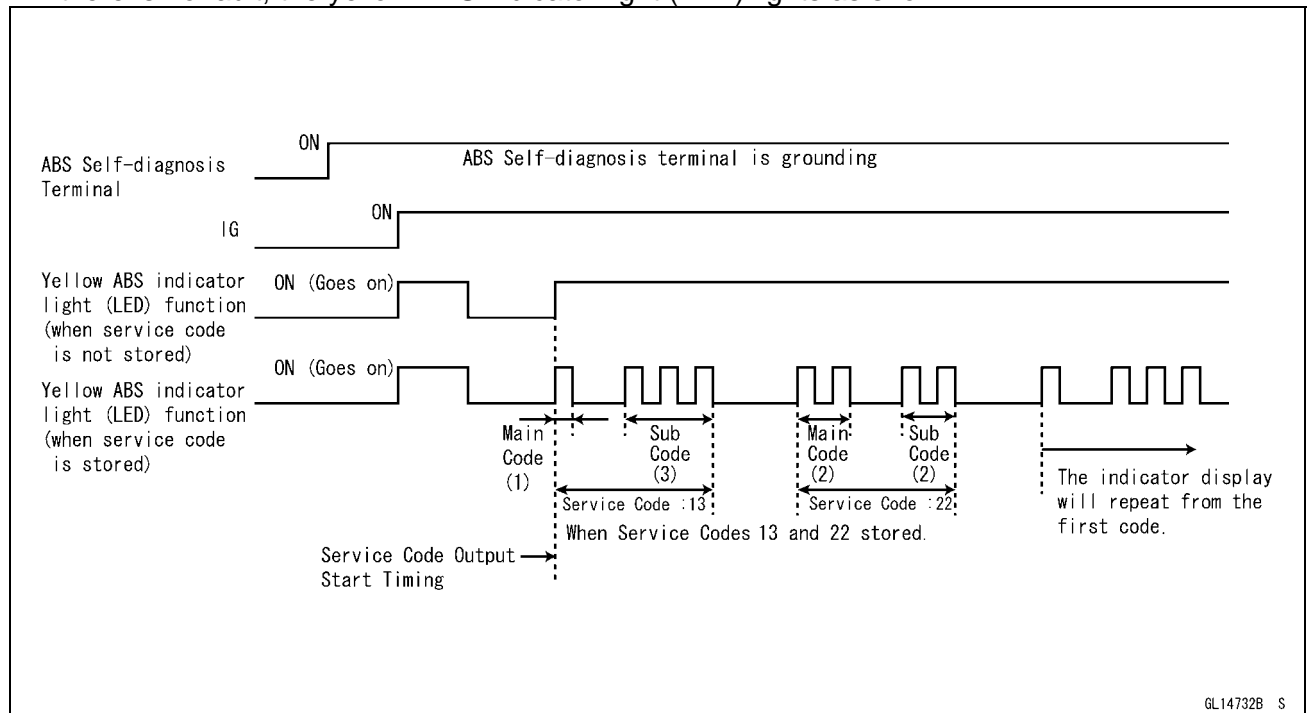 ON
ABS Self-diagnosis
Terminal
ABS Self-diagnosis terminal is grounding
ON
IG
Yellow ABS indicator
light (LED) function
(when service code
is not stored)
ON (Goes on)
Yellow ABS indicator
light (LED) function
(when service code
is stored)
ON (Goes on)
Main
Code
(1)
Sub
Code
(3)
Main
Code
(2)
Sub
Code
(2)
Service Code :13
Service Code :22
When Service Codes 13 and 22 stored.
The indicator display
will repeat from the
first code.
Service Code Output
Start Timing
GL14732B S